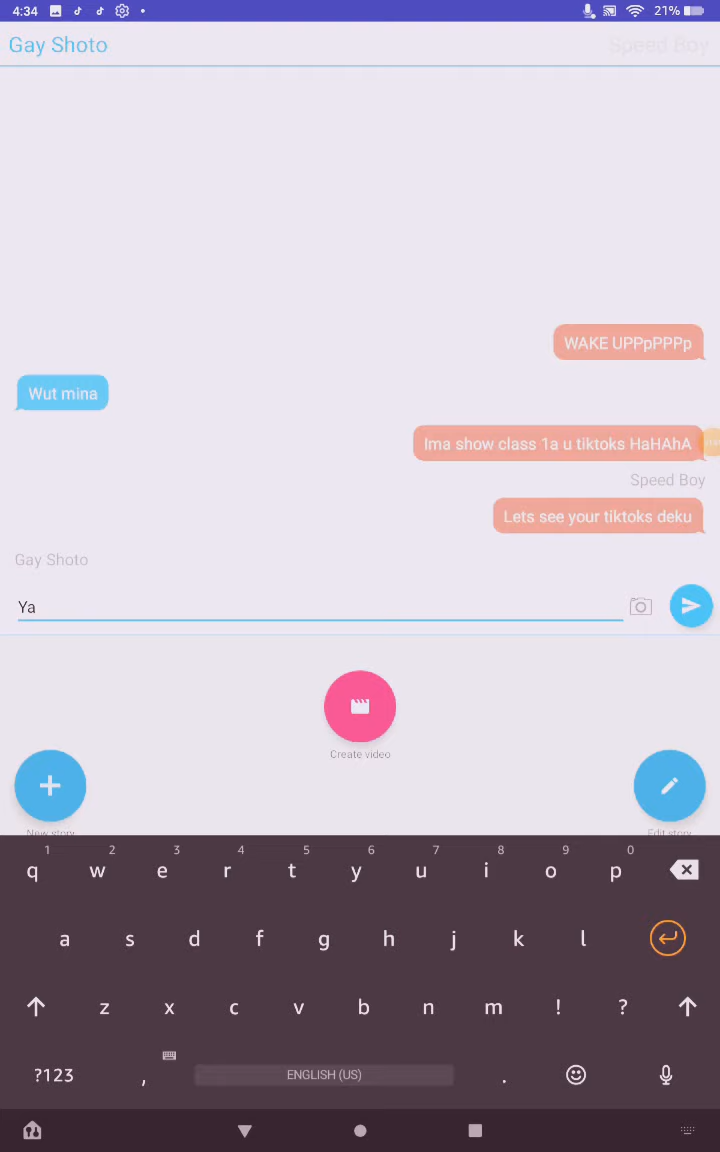 4:34
21%
Gay Shoto
Speed Boy
WAKE UPPpPPPp
Wut mina
Ima show class 1a u tiktoks HaHAhA
Speed Boy
Lets see your tiktoks deku
Gay Shoto
Ya
Create video
New story
Edit story
1 2 3 4 5 6 7 8 9 0
q w e r t y u i o p
a s d f g h j k l
z x c v b n m ! ?
?123 , ENGLISH (US) .